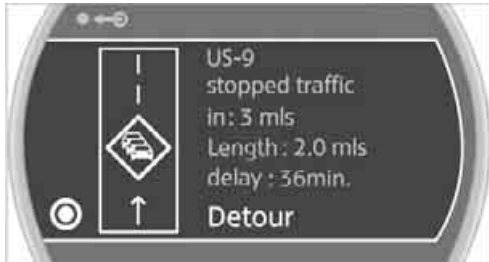 US-9
stopped traffic
in: 3 mls
Length: 2.0 mls
delay : 36min.
Detour